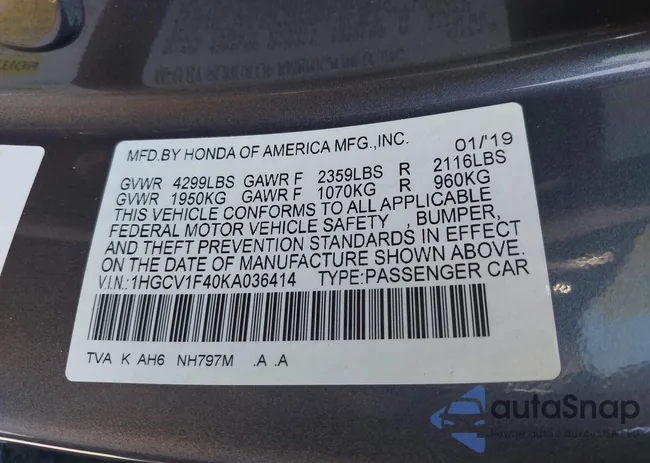 MFD.BY HONDA OF AMERICA MFG.,INC. 01/'19
GVWR 4299LBS GAWR F 2359LBS R 2116LBS
GVWR 1950KG GAWR F 1070KG R 960KG
THIS VEHICLE CONFORMS TO ALL APPLICABLE
FEDERAL MOTOR VEHICLE SAFETY , BUMPER,
AND THEFT PREVENTION STANDARDS IN EFFECT
ON THE DATE OF MANUFACTURE SHOWN ABOVE.
V.I.N.:1HGCV1F40KA036414 TYPE:PASSENGER CAR
TVA K AH6 NH797M .A .A
autaSnap